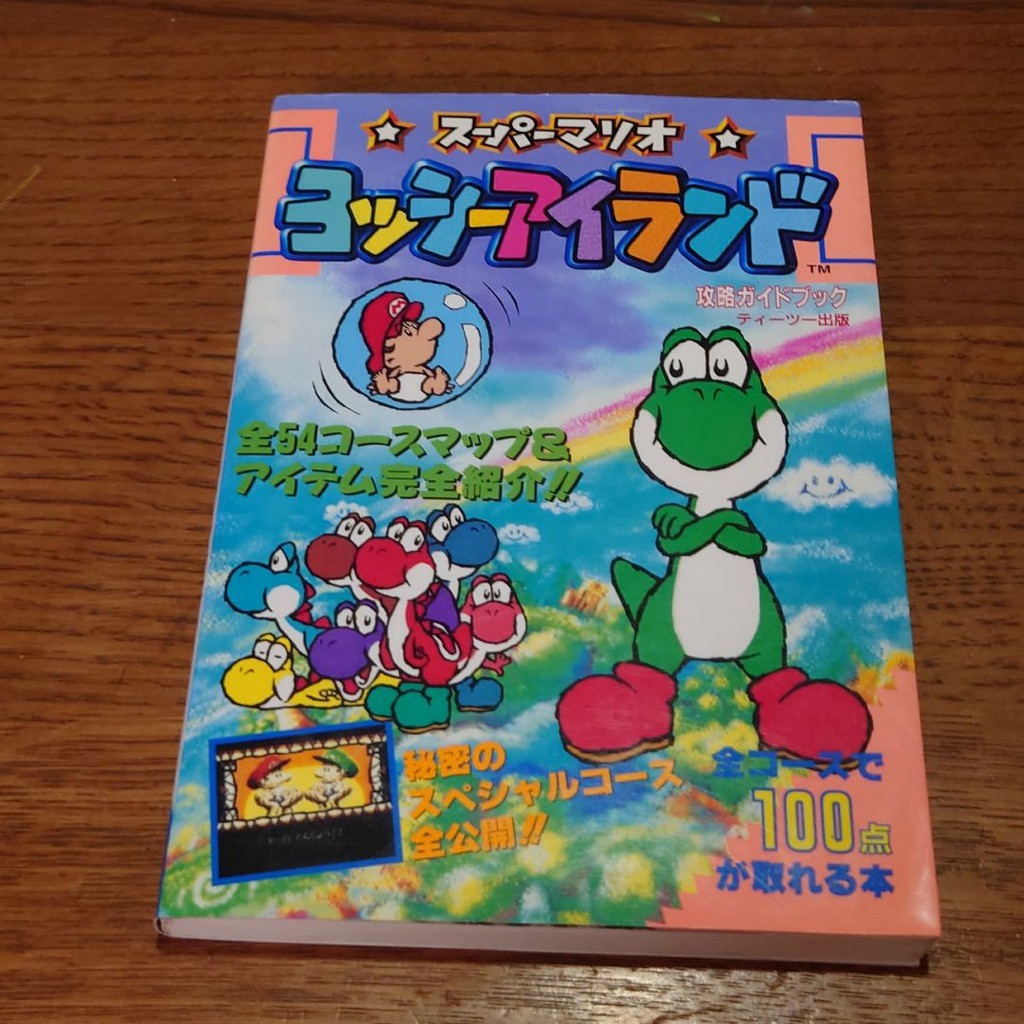 スーパーマリオ
ヨッシーアイランド
TM
攻略ガイドブック
ティーツー出版
M
全54コースマップ&
アイテム完全紹介!!
秘密の
スペシャルコース
全公開!!
全コースで
100点
が取れる本